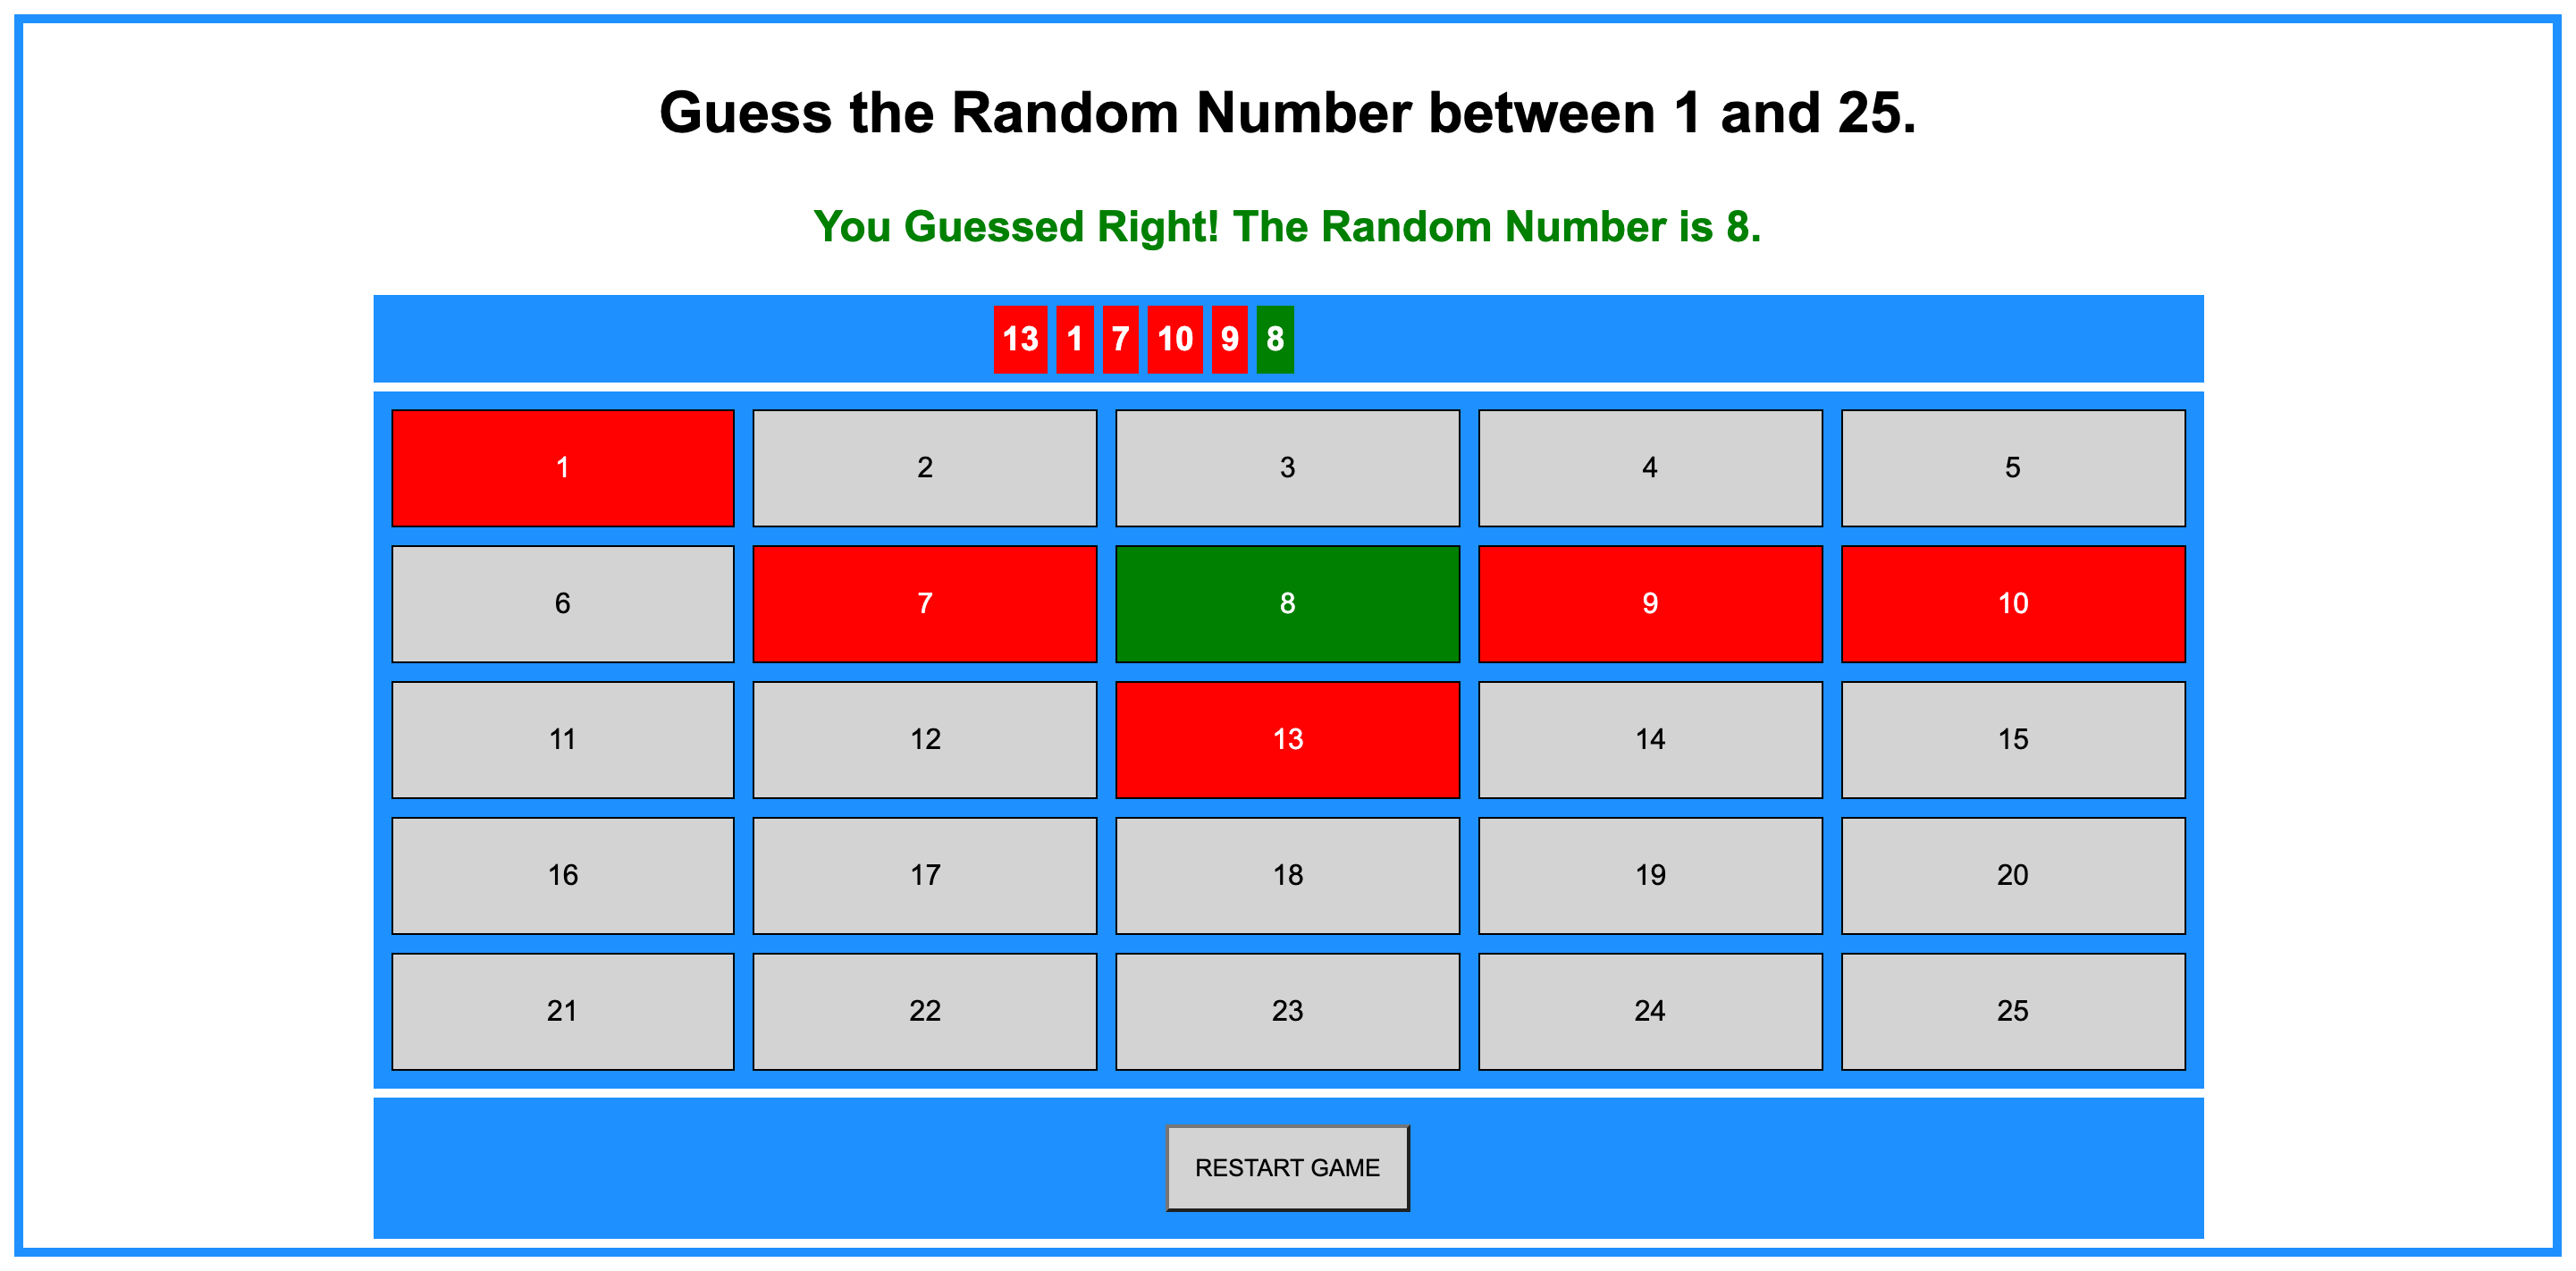 Guess the Random Number between 1 and 25.
You Guessed Right! The Random Number is 8.
13 1 7 10 9 8
1 2 3 4 5
6 7 8 9 10
11 12 13 14 15
16 17 18 19 20
21 22 23 24 25
RESTART GAME